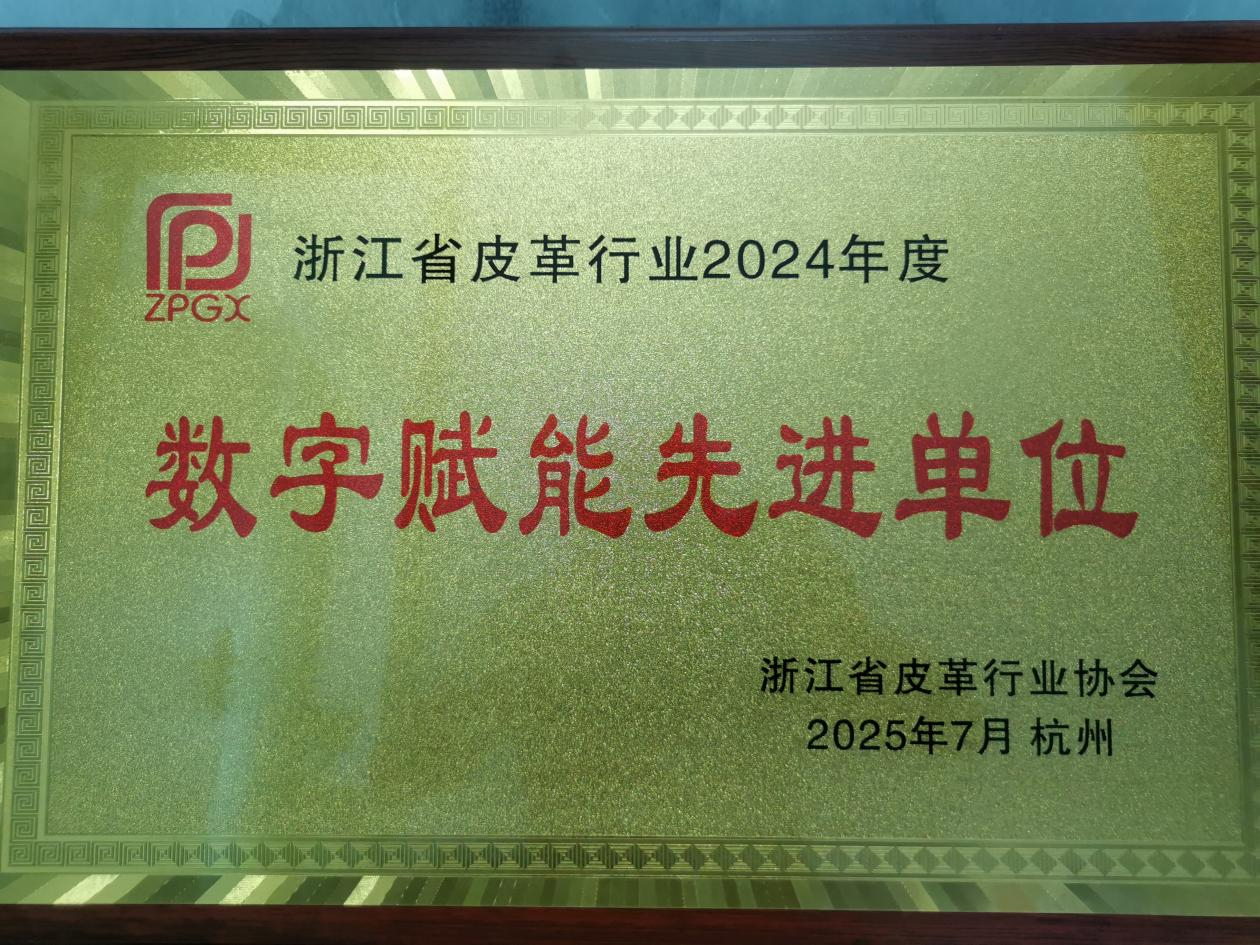 ZPGX
浙江省皮革行业2024年度
数字赋能先进单位
浙江省皮革行业协会
2025年7月 杭州